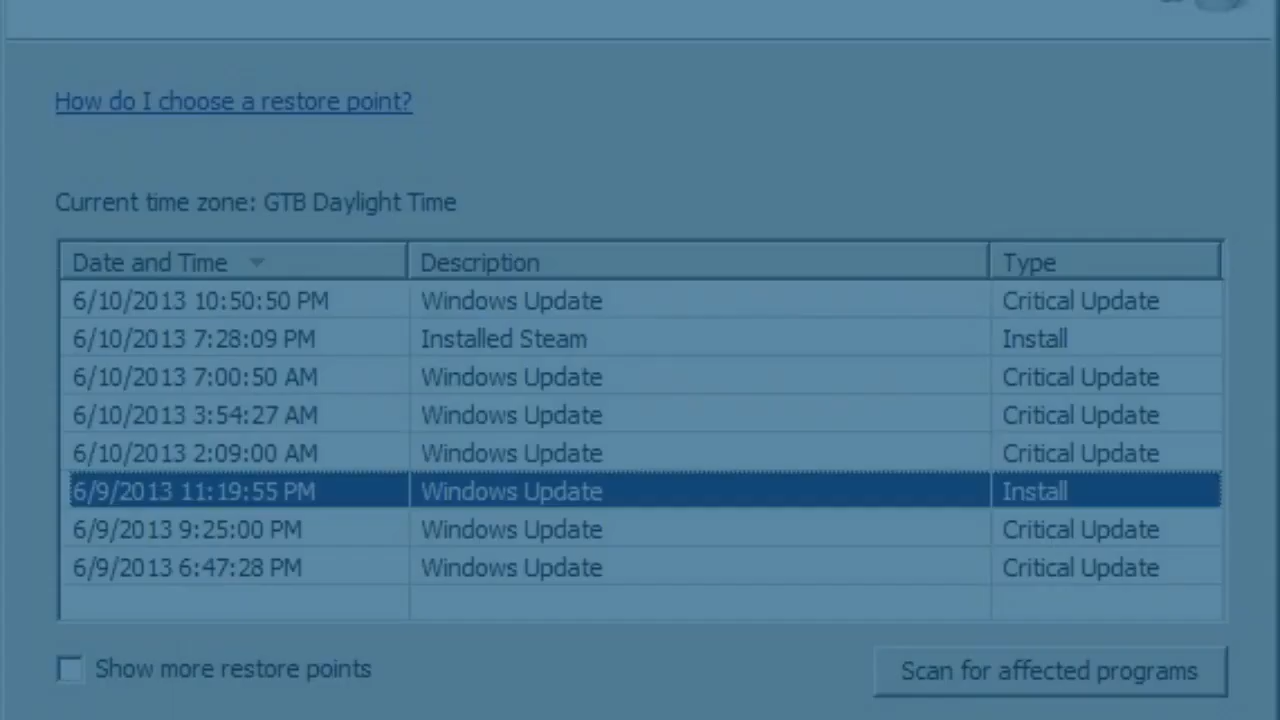 How do I choose a restore point?
Current time zone: GTB Daylight Time
Date and Time Description Type
6/10/2013 10:50:50 PM Windows Update Critical Update
6/10/2013 7:28:09 PM Installed Steam Install
6/10/2013 7:00:50 AM Windows Update Critical Update
6/10/2013 3:54:27 AM Windows Update Critical Update
6/10/2013 2:09:00 AM Windows Update Critical Update
6/9/2013 11:19:55 PM Windows Update Install
6/9/2013 9:25:00 PM Windows Update Critical Update
6/9/2013 6:47:28 PM Windows Update Critical Update
Show more restore points Scan for affected programs